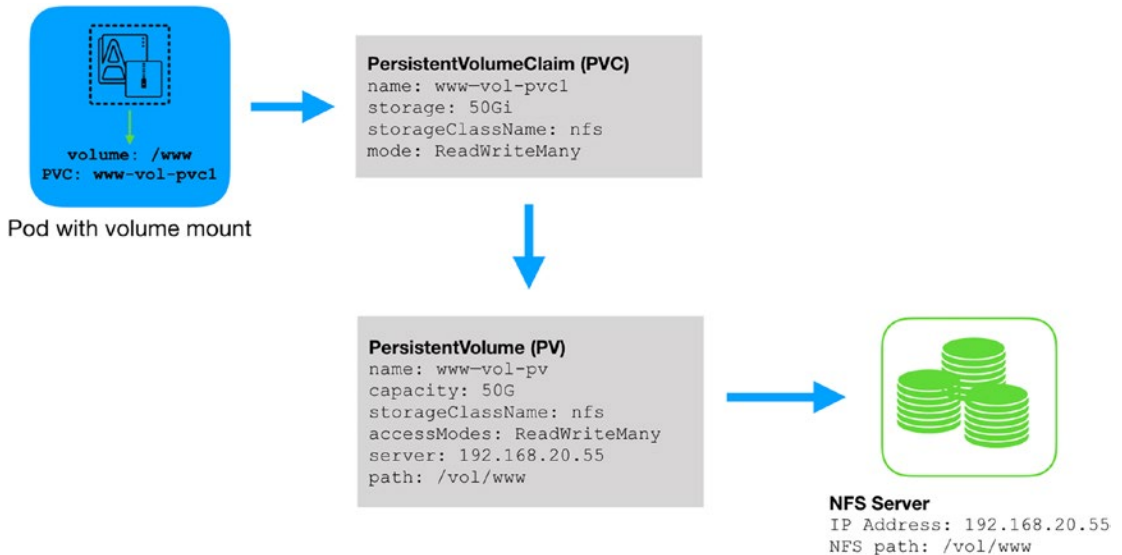 volume: /www
PVC: www-vol-pvc1
Pod with volume mount
PersistentVolumeClaim (PVC)
name: www—vol-pvc1
storage: 50Gi
storageClassName: nfs
mode: ReadWriteMany
PersistentVolume (PV)
name: www—vol-pv
capacity: 50G
storageClassName: nfs
accessModes: ReadWriteMany
server: 192.168.20.55
path: /vol/www
NFS Server
IP Address: 192.168.20.55
NFS path: /vol/www